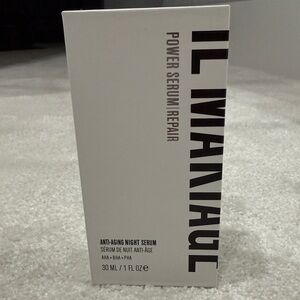 IL MAKIAGE
POWER SERUM|REPAIR
ANTI-AGING NIGHT SERUM
SÉRUM DE NUIT ANTI-ÂGE
AHA + BHA + PHA
30 ML / 1 FL OZ ℮